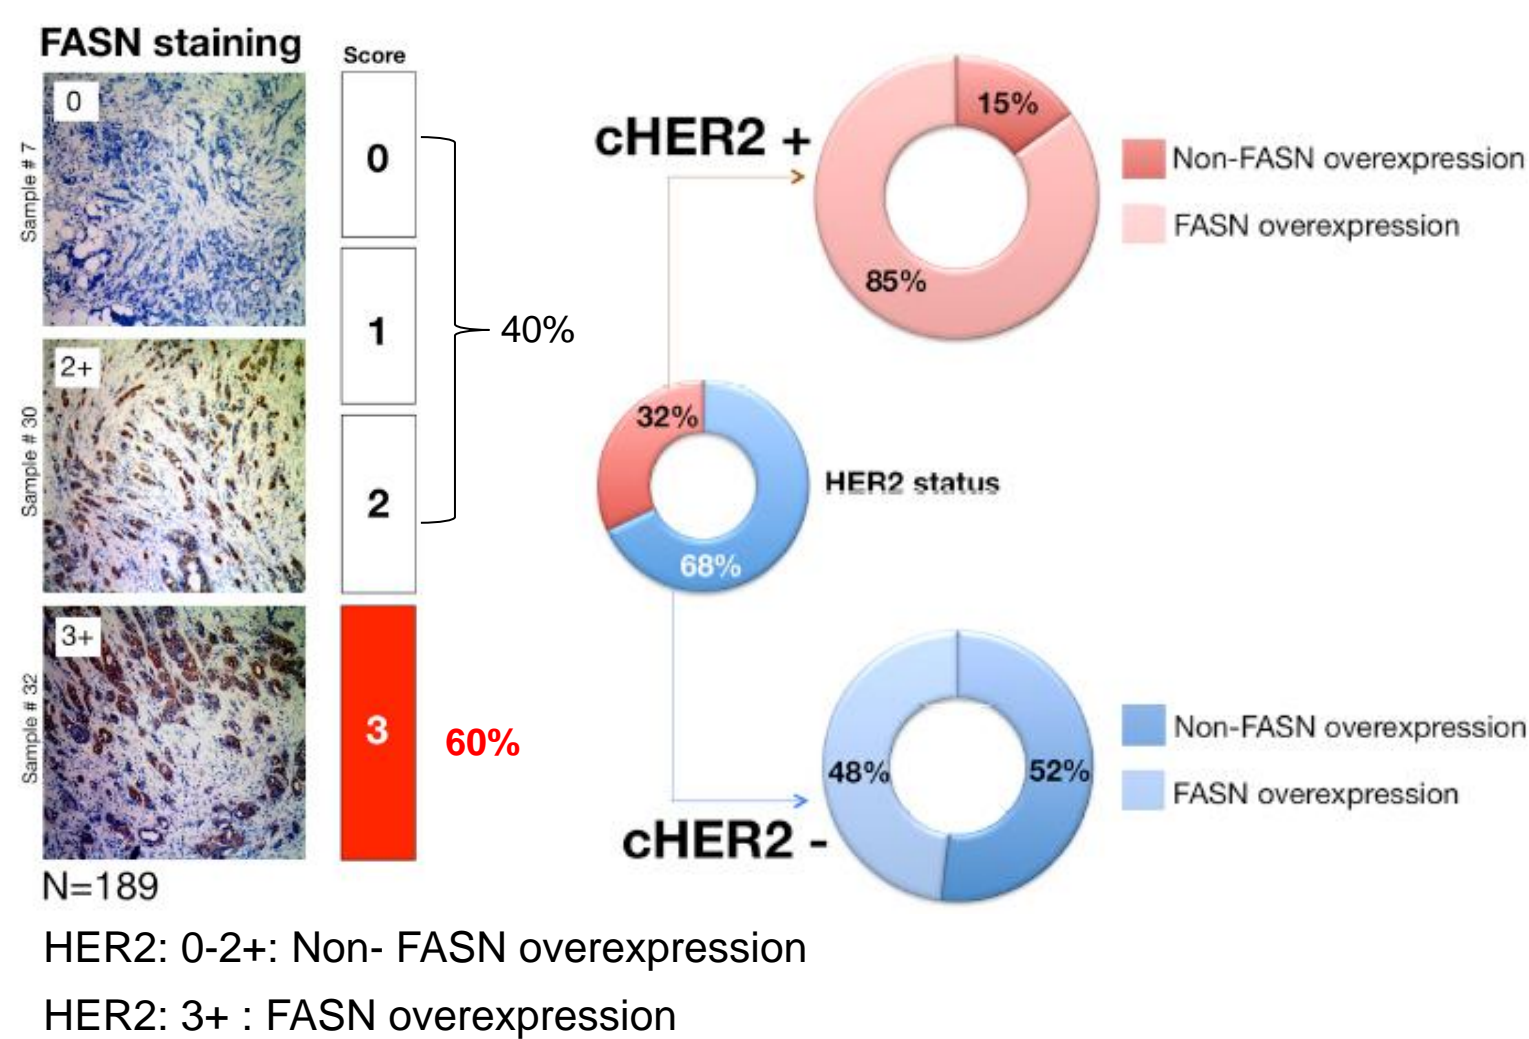 FASN staining
Score
0
Sample # 7
2+
Sample # 30
3+
Sample # 32
0
1
2
3
40%
60%
N=189
cHER2 +
15%
85%
Non-FASN overexpression
FASN overexpression
32%
68%
HER2 status
cHER2 -
48%
52%
Non-FASN overexpression
FASN overexpression
HER2: 0-2+: Non- FASN overexpression
HER2: 3+ : FASN overexpression